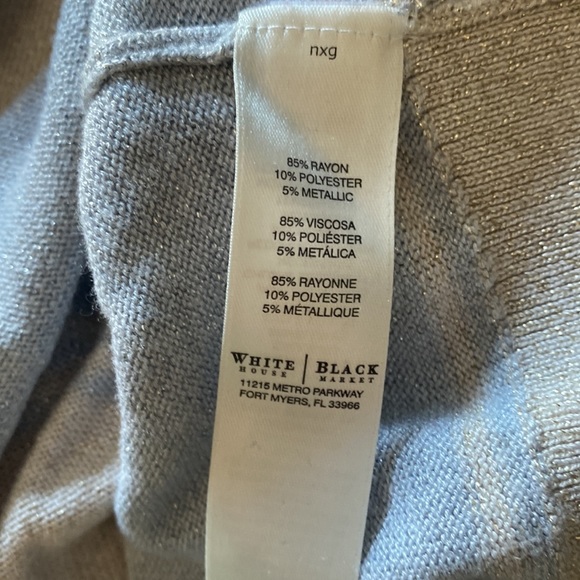 nxg
85% RAYON
10% POLYESTER
5% METALLIC
85% VISCOSA
10% POLIÉSTER
5% METÁLICA
85% RAYONNE
10% POLYESTER
5% MÉTALLIQUE
WHITE HOUSE | BLACK MARKET
11215 METRO PARKWAY
FORT MYERS, FL 33966